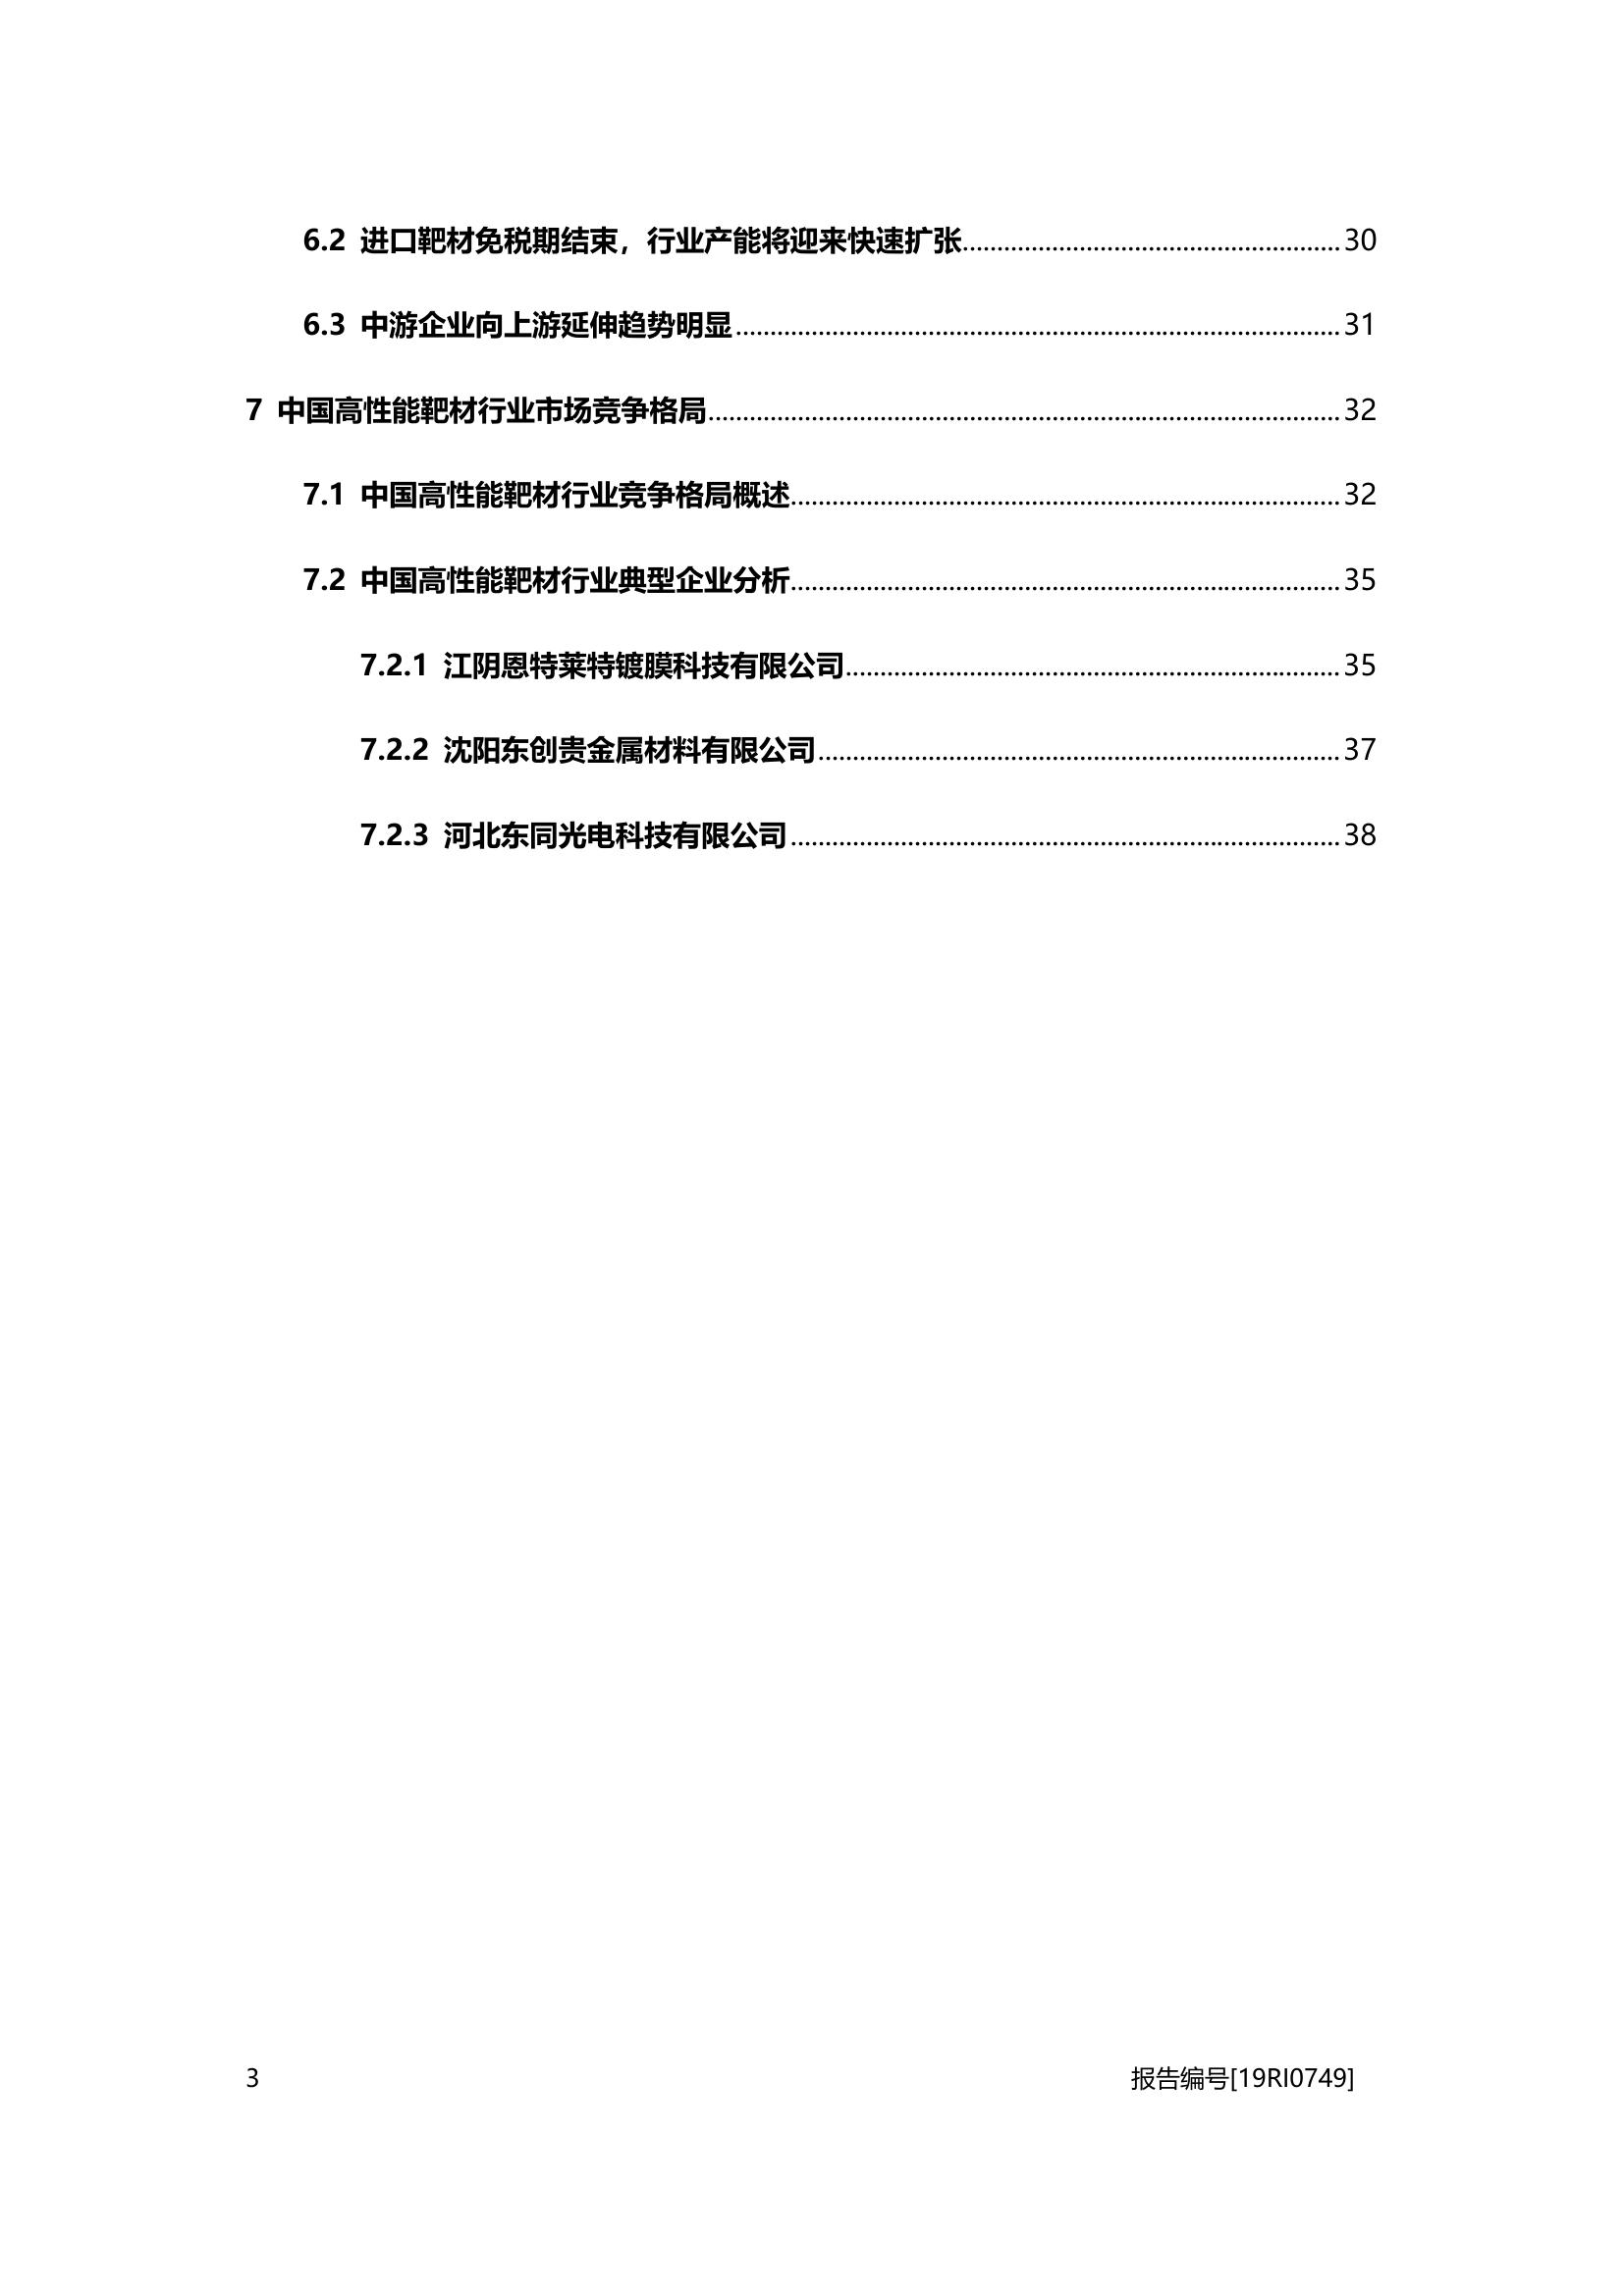 6.2 进口靶材免税期结束，行业产能将迎来快速扩张........................................................30
6.3 中游企业向上游延伸趋势明显........................................................................................31
7 中国高性能靶材行业市场竞争格局............................................................................................32
7.1 中国高性能靶材行业竞争格局概述................................................................................32
7.2 中国高性能靶材行业典型企业分析................................................................................35
7.2.1 江阴恩特莱特镀膜科技有限公司........................................................................35
7.2.2 沈阳东创贵金属材料有限公司............................................................................37
7.2.3 河北东同光电科技有限公司................................................................................38
3 报告编号[19RI0749]